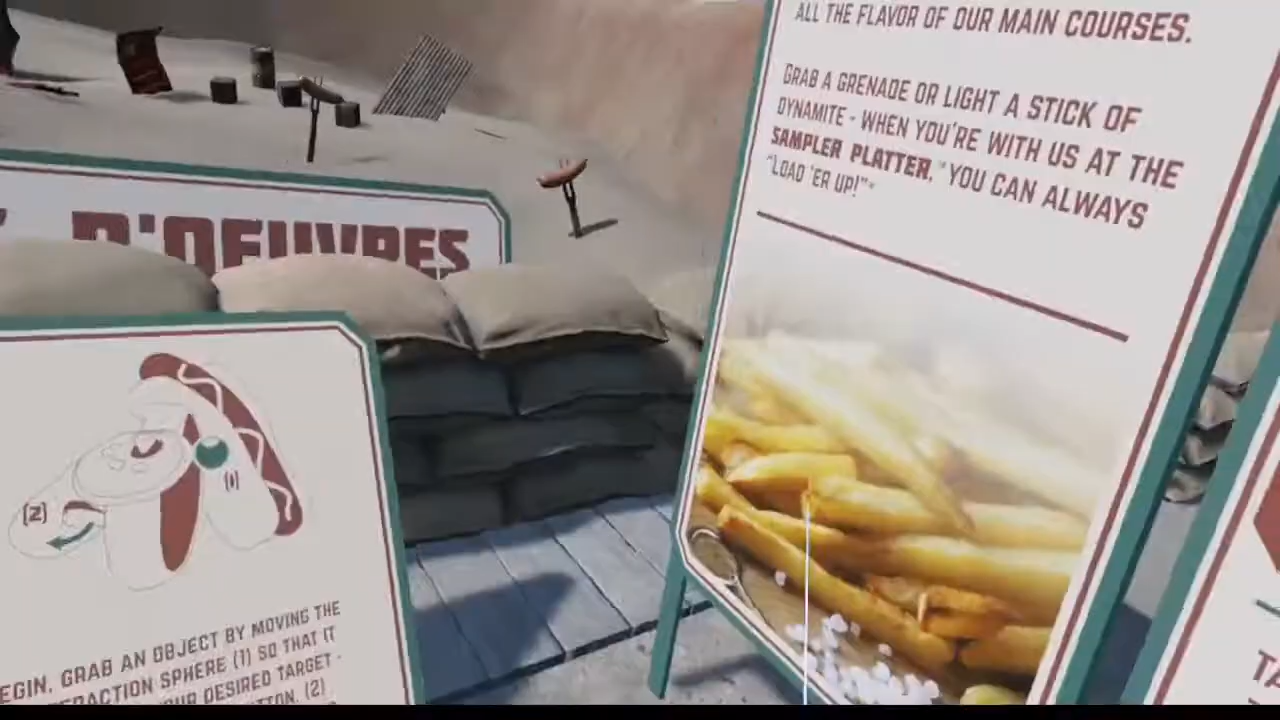 D'OEUVRES
(1)
(2)
GRAB AN OBJECT BY MOVING THE
SPHERE (1) SO THAT IT
YOUR DESIRED TARGET -
(2)
ALL THE FLAVOR OF OUR MAIN COURSES.
GRAB A GRENADE OR LIGHT A STICK OF
DYNAMITE - WHEN YOU'RE WITH US AT THE
SAMPLER PLATTER, "YOU CAN ALWAYS
"LOAD 'ER UP!""